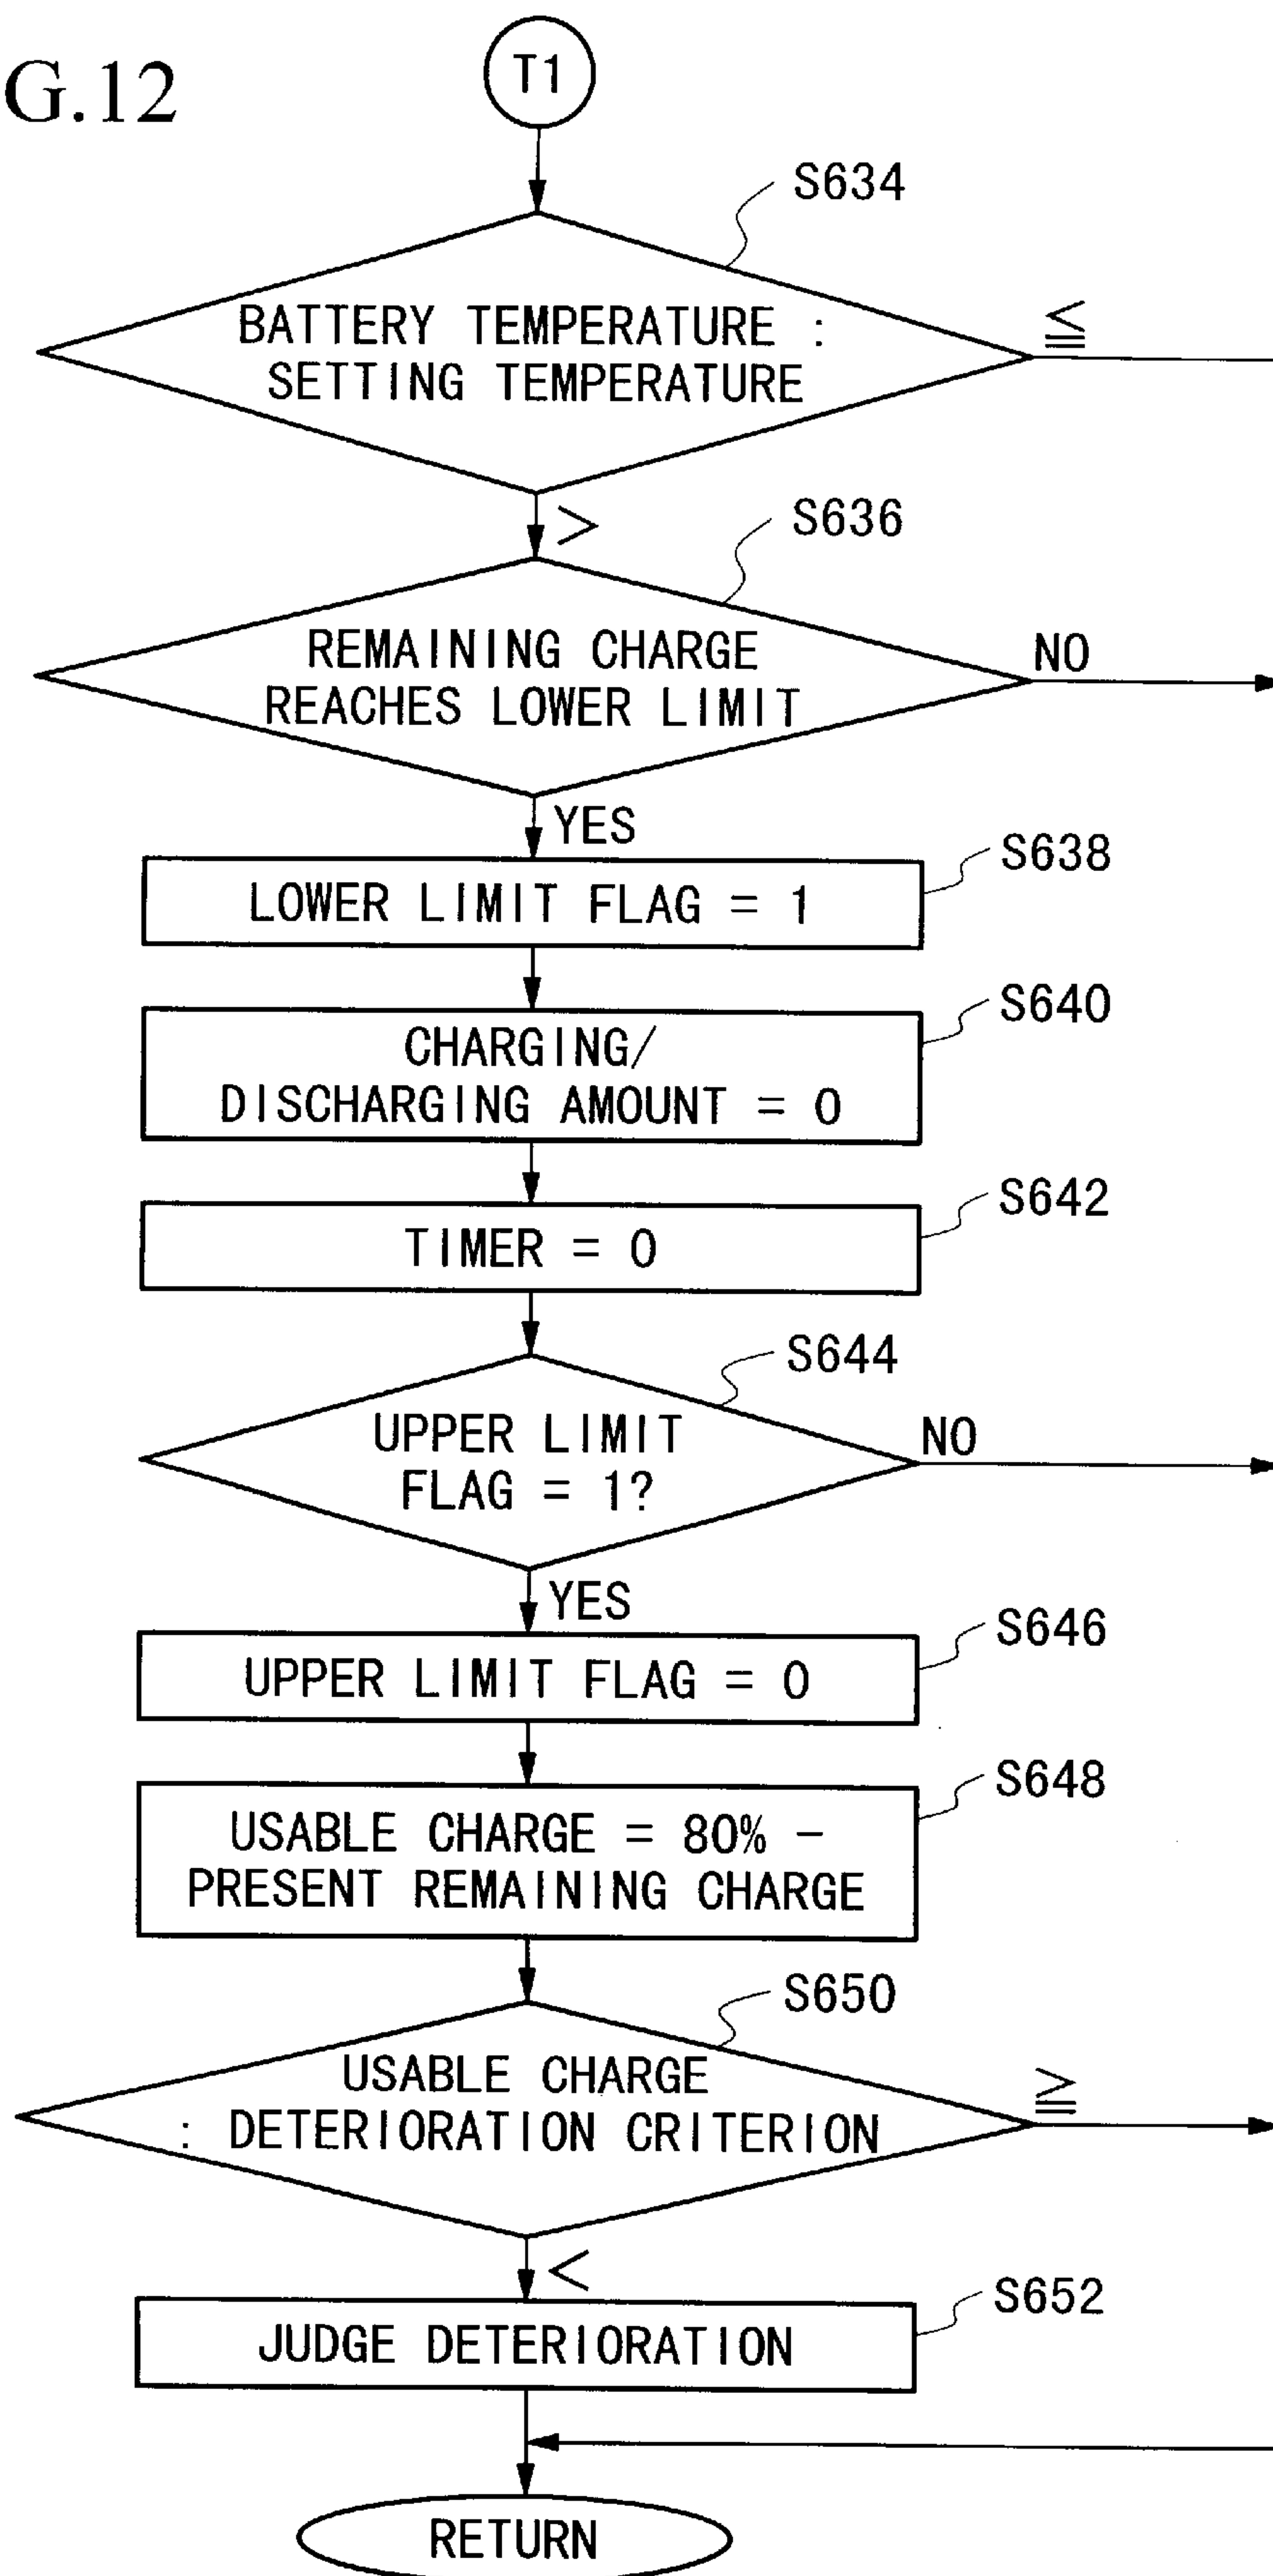 G.12
T1
S634
BATTERY TEMPERATURE :
SETTING TEMPERATURE
≦
>
S636
REMAINING CHARGE
REACHES LOWER LIMIT
NO
YES
S638
LOWER LIMIT FLAG = 1
S640
CHARGING/
DISCHARGING AMOUNT = 0
S642
TIMER = 0
S644
UPPER LIMIT
FLAG = 1?
NO
YES
S646
UPPER LIMIT FLAG = 0
S648
USABLE CHARGE = 80% −
PRESENT REMAINING CHARGE
S650
USABLE CHARGE
: DETERIORATION CRITERION
≧
<
S652
JUDGE DETERIORATION
RETURN